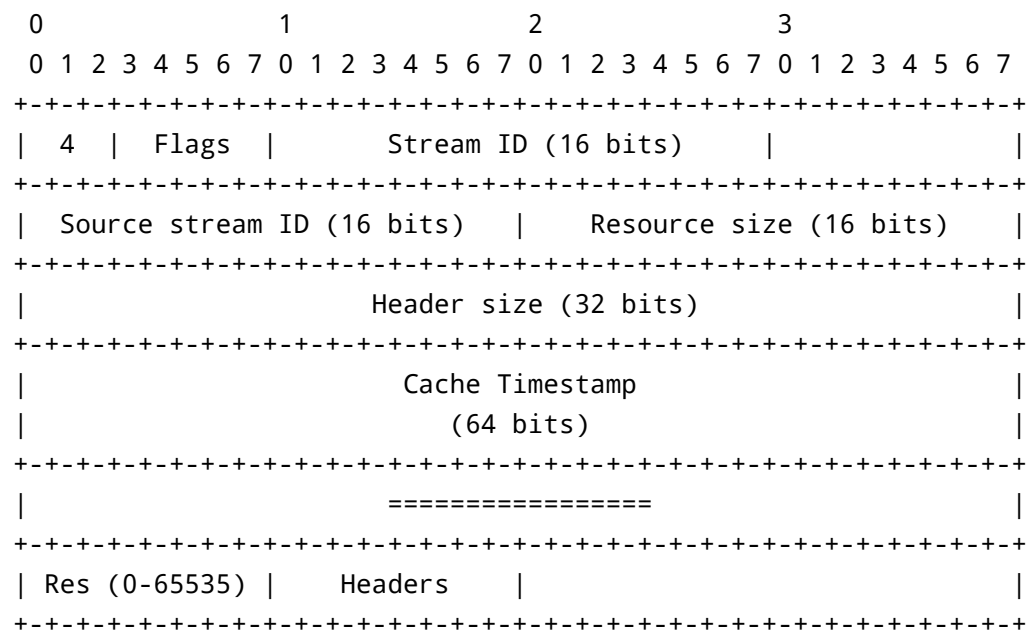 0                   1                   2                   3
 0 1 2 3 4 5 6 7 0 1 2 3 4 5 6 7 0 1 2 3 4 5 6 7 0 1 2 3 4 5 6 7
+-+-+-+-+-+-+-+-+-+-+-+-+-+-+-+-+-+-+-+-+-+-+-+-+-+-+-+-+-+-+-+-+
|  4  |  Flags  |       Stream ID (16 bits)     |               |
+-+-+-+-+-+-+-+-+-+-+-+-+-+-+-+-+-+-+-+-+-+-+-+-+-+-+-+-+-+-+-+-+
|  Source stream ID (16 bits)   |    Resource size (16 bits)    |
+-+-+-+-+-+-+-+-+-+-+-+-+-+-+-+-+-+-+-+-+-+-+-+-+-+-+-+-+-+-+-+-+
|                      Header size (32 bits)                    |
+-+-+-+-+-+-+-+-+-+-+-+-+-+-+-+-+-+-+-+-+-+-+-+-+-+-+-+-+-+-+-+-+
|                        Cache Timestamp                        |
|                           (64 bits)                           |
+-+-+-+-+-+-+-+-+-+-+-+-+-+-+-+-+-+-+-+-+-+-+-+-+-+-+-+-+-+-+-+-+
|                       =================                       |
+-+-+-+-+-+-+-+-+-+-+-+-+-+-+-+-+-+-+-+-+-+-+-+-+-+-+-+-+-+-+-+-+
| Res (0-65535) |    Headers    |                               |
+-+-+-+-+-+-+-+-+-+-+-+-+-+-+-+-+-+-+-+-+-+-+-+-+-+-+-+-+-+-+-+-+